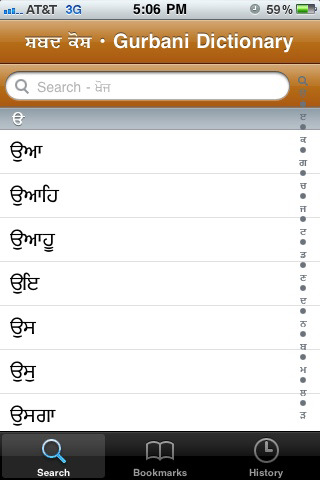 AT&T 3G 5:06 PM 59%
ਸ਼ਬਦ ਕੋਸ਼ · Gurbani Dictionary
Search - ਖੋਜ
ੳ
ਉਆ
ਉਆਹਿ
ਉਆਹੂ
ਉਇ
ਉਸ
ਉਸੁ
ਉਸਗਾ
ੲ
ਕ
ਗ
ਚ
ਜ
ਟ
ਡ
ਣ
ਦ
ਨ
ਬ
ਮ
ਲ
ੜ
Search Bookmarks History